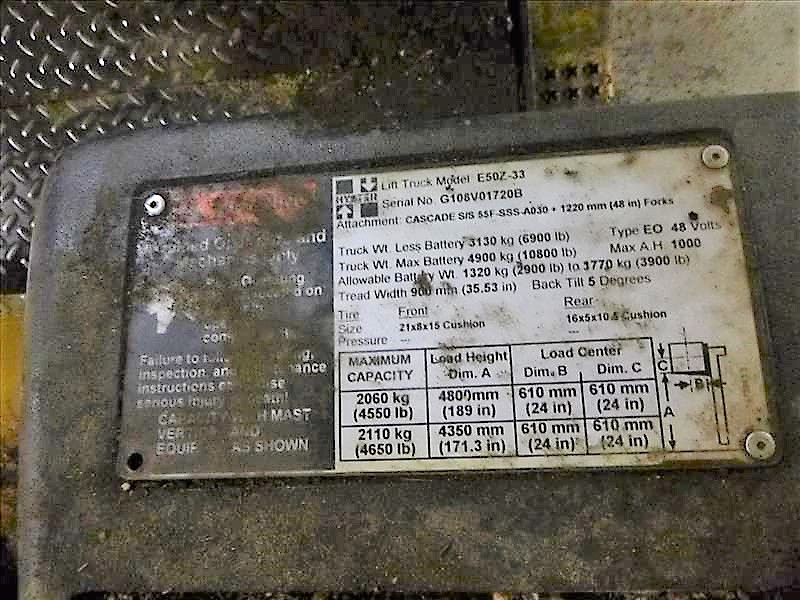 Lift Truck Model E50Z-33
HYSTER
Serial No. G108V01720B
Attachment: CASCADE S/S 55F-SSS-A030 + 1220 mm (48 in) Forks
Truck Wt. Less Battery 3130 kg (6900 lb) Type EO 48 Volts
Truck Wt. Max Battery 4900 kg (10800 lb) Max A.H. 1000
Allowable Battery Wt. 1320 kg (2900 lb) to 1770 kg (3900 lb)
Tread Width 900 mm (35.53 in) Back Tilt 5 Degrees
Tire Front Rear
Size 21x8x15 Cushion 16x5x10.5 Cushion
Pressure --- ---
MAXIMUM CAPACITY Load Height Dim. A Load Center Dim. B Dim. C
2060 kg 4800mm 610 mm 610 mm
(4550 lb) (189 in) (24 in) (24 in)
2110 kg 4350 mm 610 mm 610 mm
(4650 lb) (171.3 in) (24 in) (24 in)
C
B
A
and
Only
on
Failure to
inspection, and
instructions
serious injury
CAPACITY MAST
AND
AS SHOWN